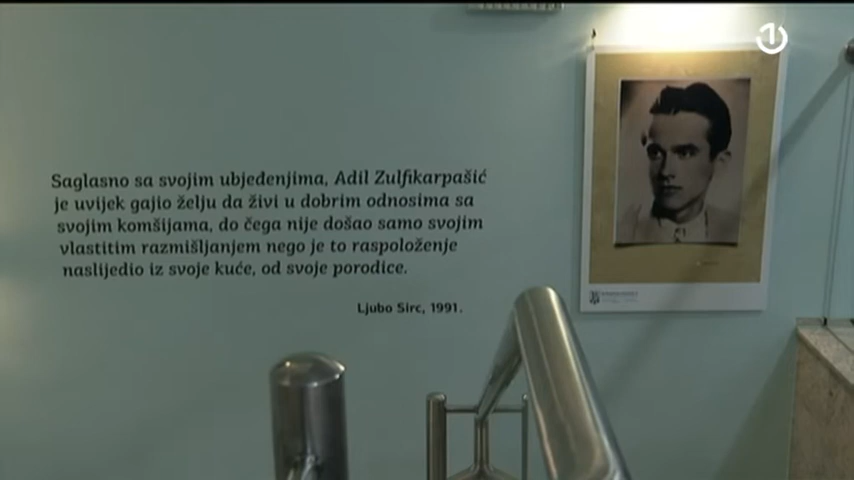 Saglasno sa svojim ubjeđenjima, Adil Zulfikarpašić
je uvijek gajio želju da živi u dobrim odnosima sa
svojim komšijama, do čega nije došao samo svojim
vlastitim razmišljanjem nego je to raspoloženje
naslijedio iz svoje kuće, od svoje porodice.
Ljubo Sirc, 1991.
1